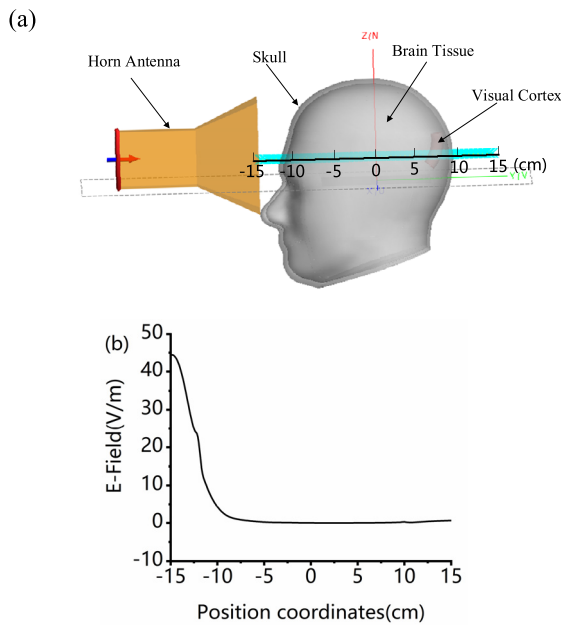 (a)
Z/N
Horn Antenna
Skull
Brain Tissue
Visual Cortex
-15 -10 -5 0 5 10 15 (cm)
Y/V
(b)
E-Field(V/m)
50
40
30
20
10
0
-10
-15 -10 -5 0 5 10 15
Position coordinates(cm)